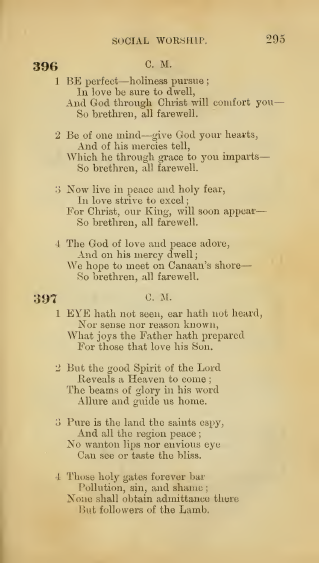 SOCIAL WORSHIP. 295
396 C. M.
1 BE perfect—holiness pursue;
In love be sure to dwell,
And God through Christ will comfort you—
So brethren, all farewell.
2 Be of one mind—give God your hearts,
And of his mercies tell,
Which he through grace to you imparts—
So brethren, all farewell.
3 Now live in peace and holy fear,
In love strive to excel;
For Christ, our King, will soon appear—
So brethren, all farewell.
4 The God of love and peace adore,
And on his mercy dwell;
We hope to meet on Canaan's shore—
So brethren, all farewell.
397 C. M.
1 EYE hath not seen, ear hath not heard,
Nor sense nor reason known,
What joys the Father hath prepared
For those that love his Son.
2 But the good Spirit of the Lord
Reveals a Heaven to come;
The beams of glory in his word
Allure and guide us home.
3 Pure is the land the saints espy,
And all the region peace;
No wanton lips nor envious eye
Can see or taste the bliss.
4 Those holy gates forever bar
Pollution, sin, and shame;
None shall obtain admittance there
But followers of the Lamb.